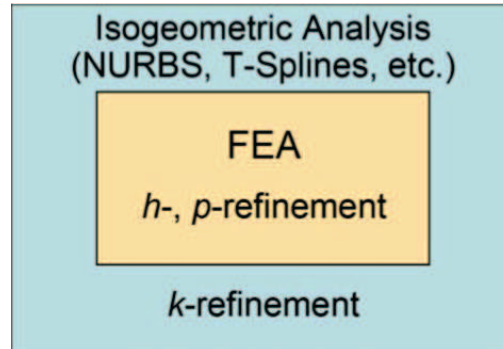 Isogeometric Analysis
(NURBS, T-Splines, etc.)
FEA
h-, p-refinement
k-refinement